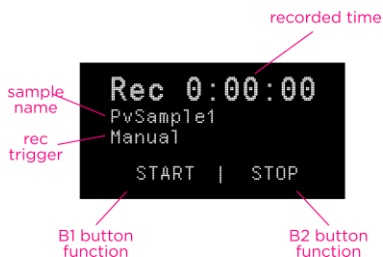 recorded time
Rec 0:00:00
sample
name
PvSample1
rec
trigger
Manual
START | STOP
B1 button
function
B2 button
function